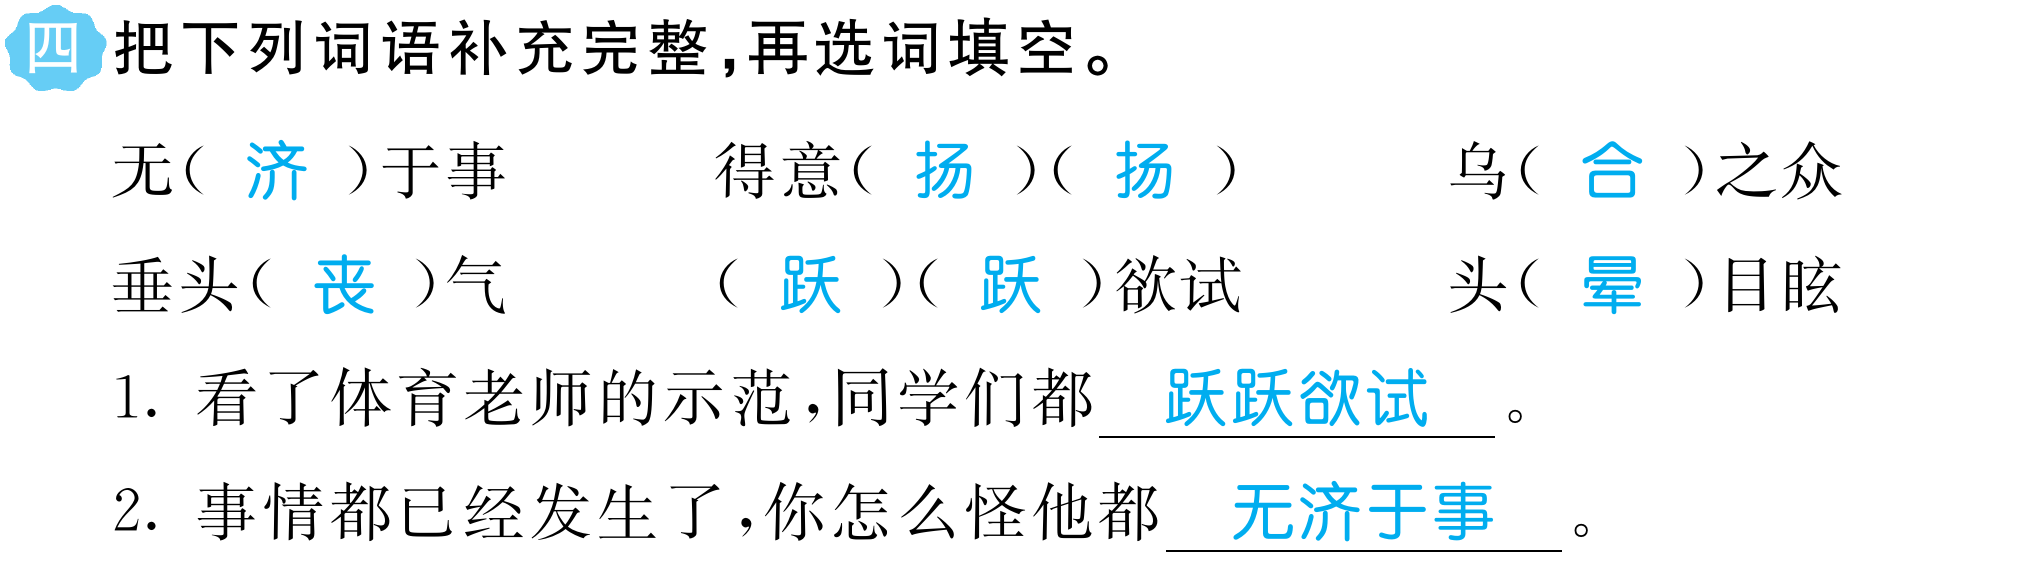 四 把下列词语补充完整,再选词填空。
无( 济 )于事 得意( 扬 )( 扬 ) 乌( 合 )之众
垂头( 丧 )气 ( 跃 )( 跃 )欲试 头( 晕 )目眩
1. 看了体育老师的示范,同学们都 跃跃欲试 。
2. 事情都已经发生了,你怎么怪他都 无济于事 。